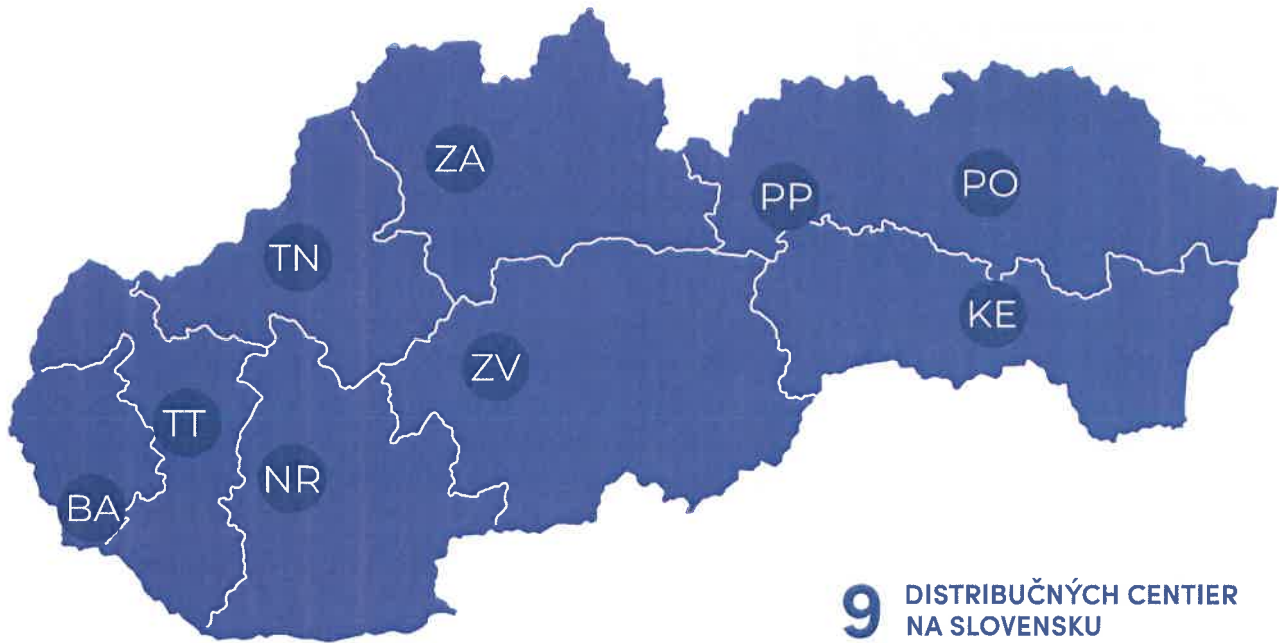 ZA
PP
PO
TN
KE
ZV
TT
NR
BA
9 DISTRIBUČNÝCH CENTIER
NA SLOVENSKU